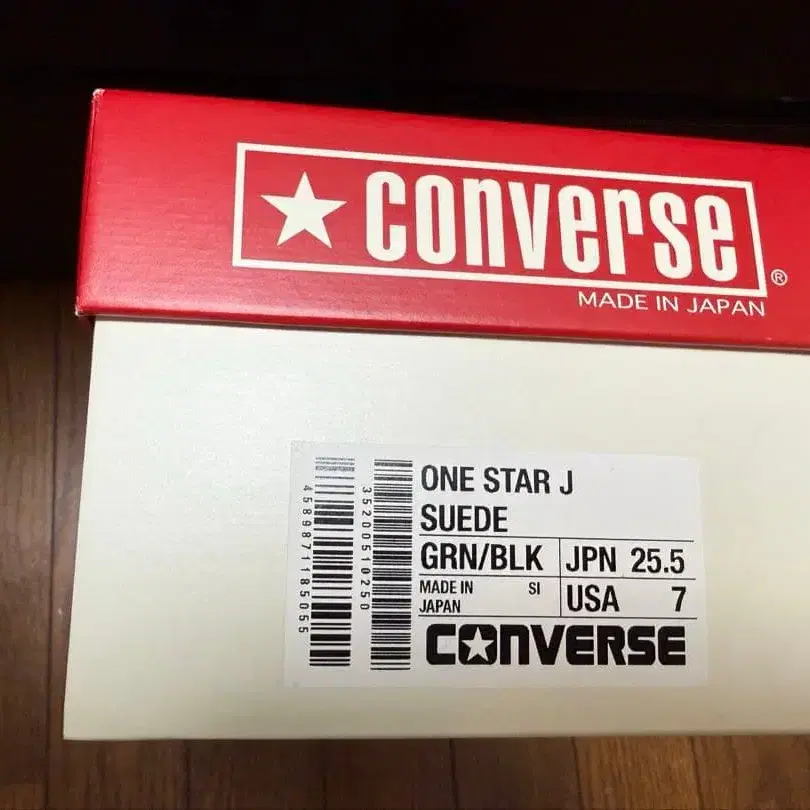 ★ converse ®
MADE IN JAPAN
ONE STAR J
SUEDE
GRN/BLK JPN 25.5
MADE IN JAPAN SI USA 7
CONVERSE
35200510250
4589871185055